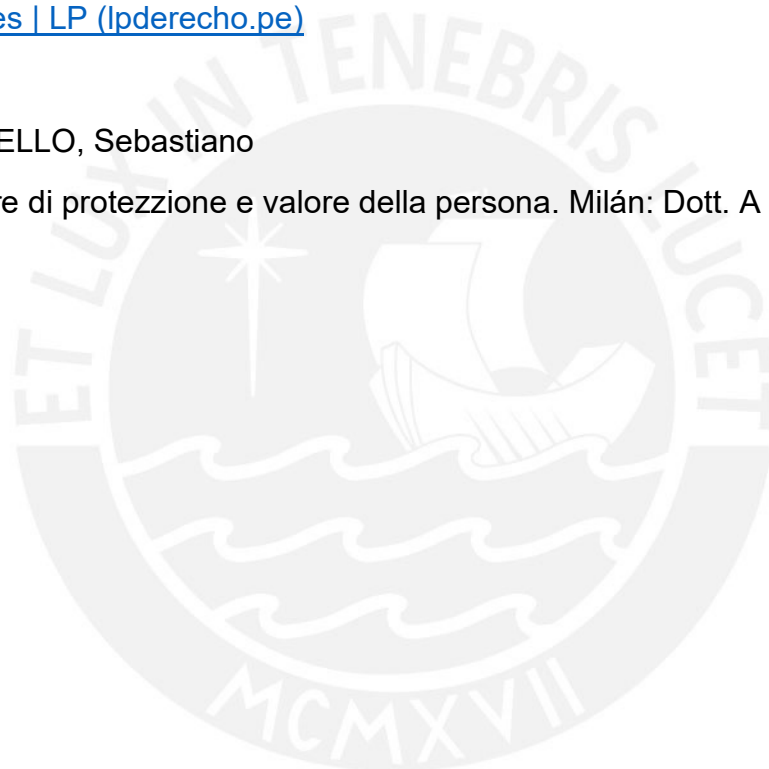 es | LP (lpderecho.pe)
ELLO, Sebastiano
re di protezzione e valore della persona. Milán: Dott. A
ET LUX IN TENEBRIS LUCET
MCMXVII